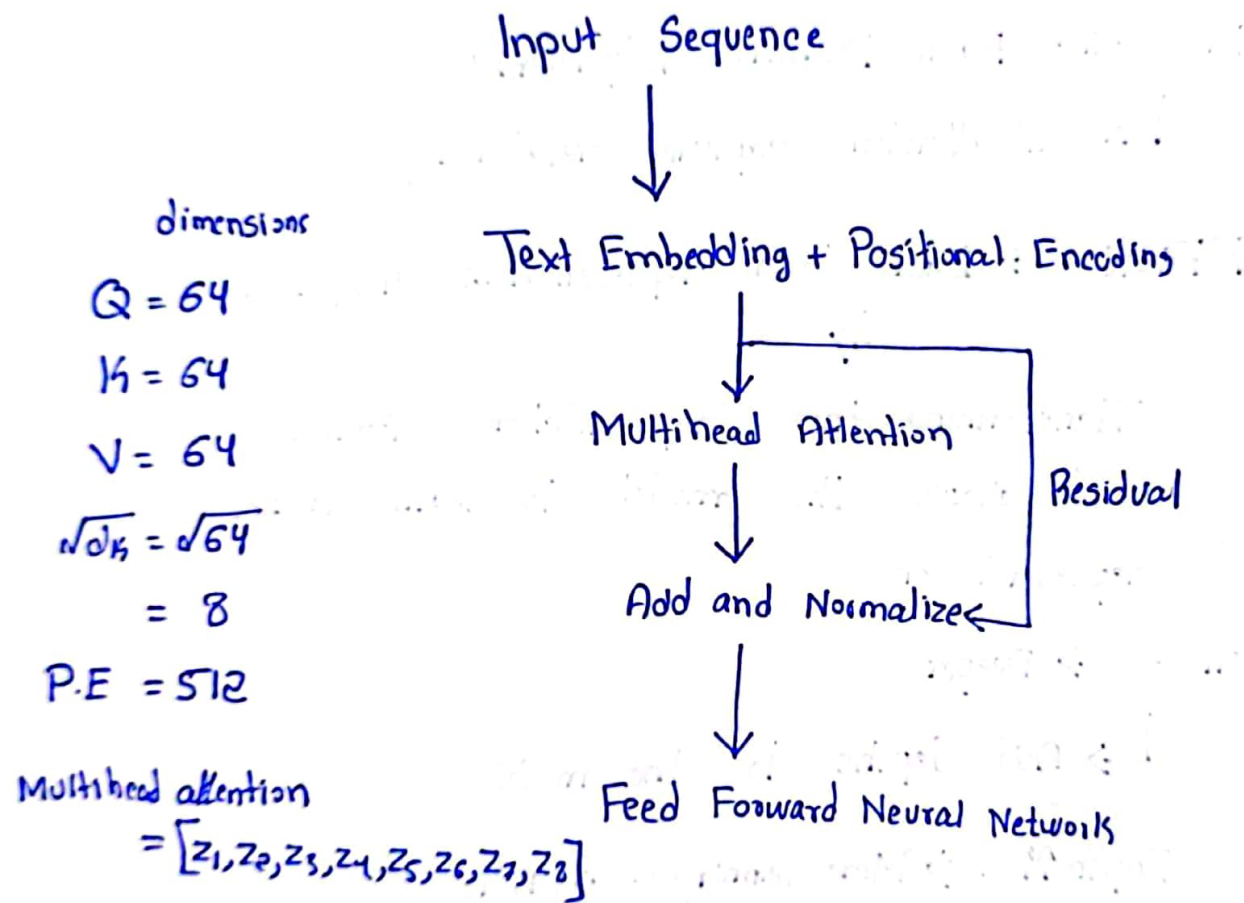 Input Sequence
dimensions
Text Embedding + Positional Encoding
Q = 64
K = 64
V = 64
√dk = √64
= 8
P.E = 512
Multihead Attention
Residual
Add and Normalize
Multihead attention
= [Z1, Z2, Z3, Z4, Z5, Z6, Z7, Z8]
Feed Forward Neural Network